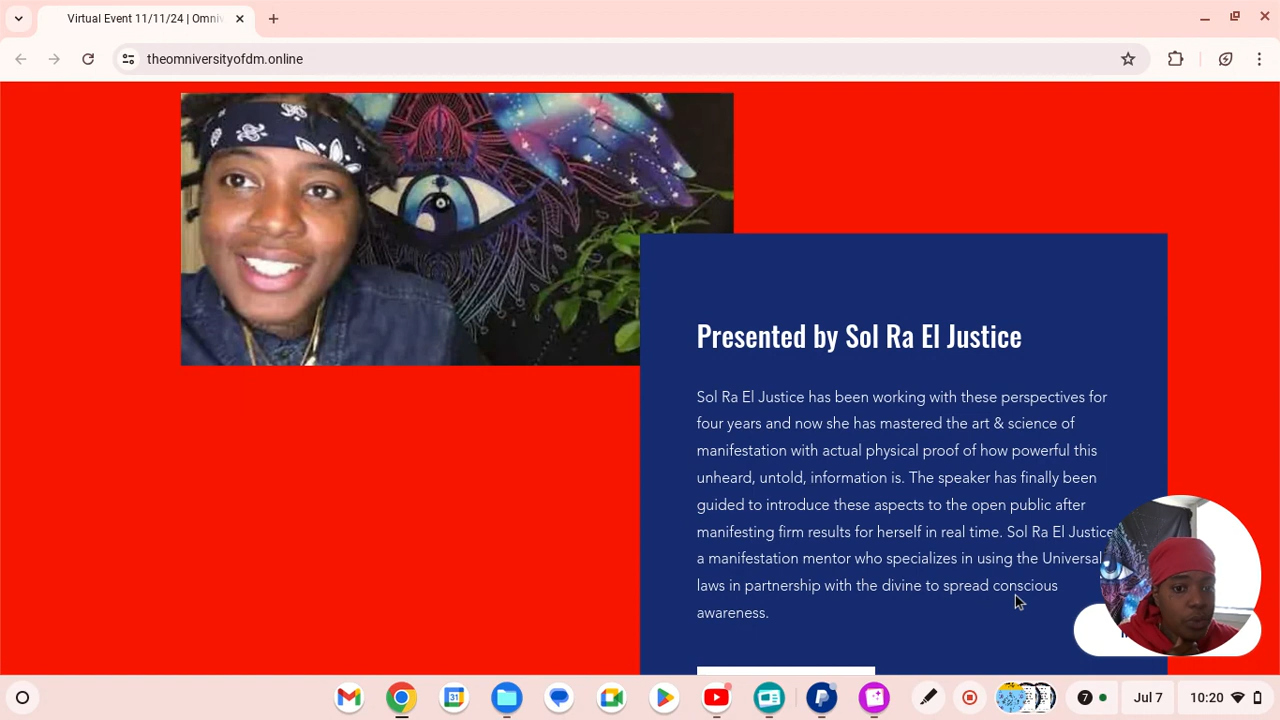 Virtual Event 11/11/24 | Omniv
theomniversityofdm.online
Presented by Sol Ra El Justice
Sol Ra El Justice has been working with these perspectives for
four years and now she has mastered the art & science of
manifestation with actual physical proof of how powerful this
unheard, untold, information is. The speaker has finally been
guided to introduce these aspects to the open public after
manifesting firm results for herself in real time. Sol Ra El Justice
a manifestation mentor who specializes in using the Universal
laws in partnership with the divine to spread conscious
awareness.
31
7
Jul 7
10:20